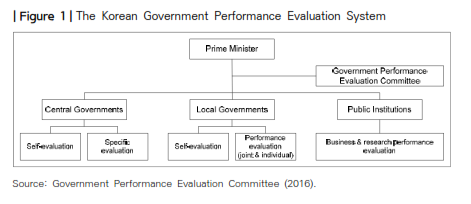 | Figure 1 | The Korean Government Performance Evaluation System
Prime Minister
Government Performance
Evaluation Committee
Central Governments
Local Governments
Public Institutions
Self-evaluation
Specific
evaluation
Self-evaluation
Performance
evaluation
(joint & individual)
Business & research performance
evaluation
Source: Government Performance Evaluation Committee (2016).